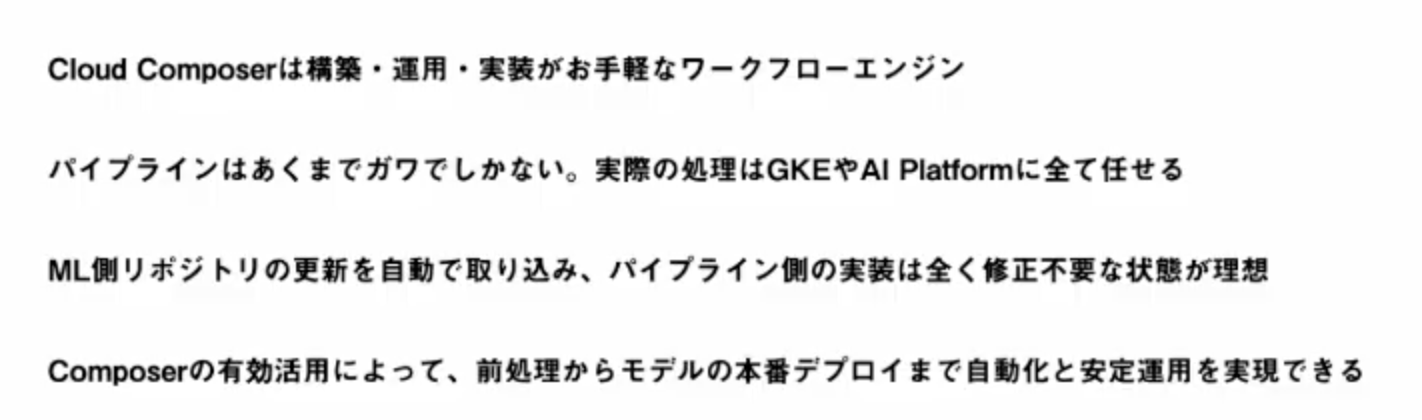 Cloud Composerは構築・運用・実装がお手軽なワークフローエンジン
パイプラインはあくまでガワでしかない。実際の処理はGKEやAI Platformに全て任せる
ML側リポジトリの更新を自動で取り込み、パイプライン側の実装は全く修正不要な状態が理想
Composerの有効活用によって、前処理からモデルの本番デプロイまで自動化と安定運用を実現できる